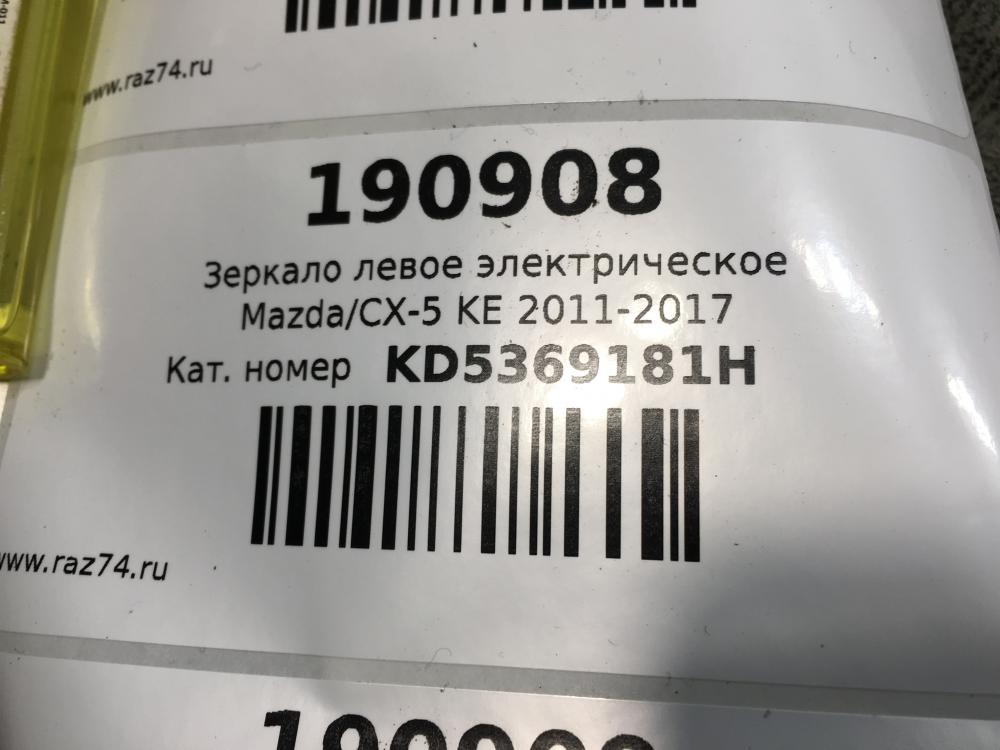 www.raz74.ru
190908
Зеркало левое электрическое
Mazda/CX-5 KE 2011-2017
Кат. номер KD5369181H
www.raz74.ru